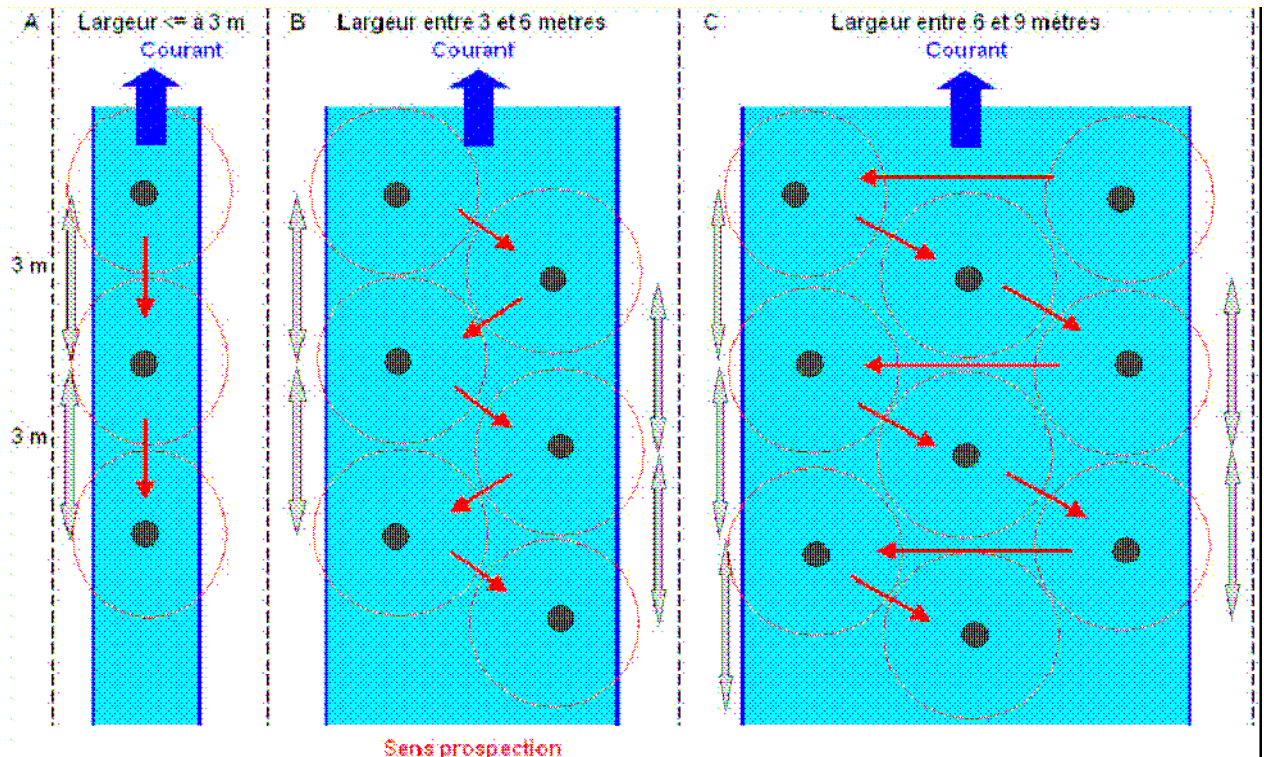 A
Largeur <= à 3 m
Courant
B
Largeur entre 3 et 6 mètres
Courant
C
Largeur entre 6 et 9 mètres
Courant
3 m
3 m
Sens prospection